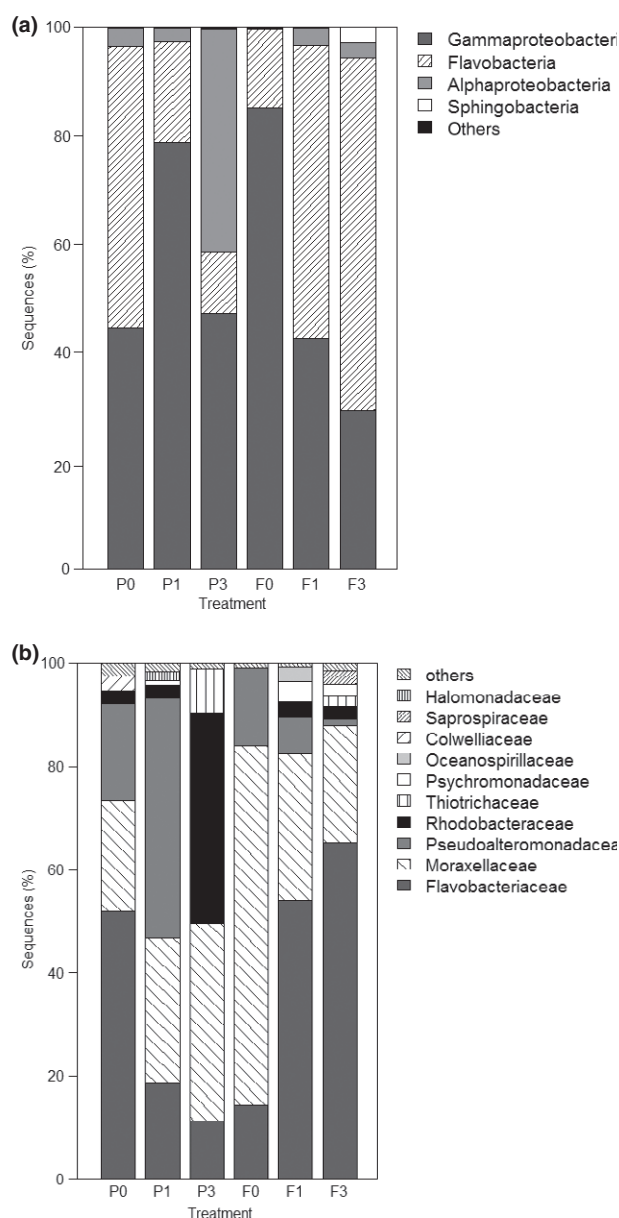 (a)
100
80
60
40
20
0
Sequences (%)
P0 P1 P3 F0 F1 F3
Treatment
Gammaproteobacteri
Flavobacteria
Alphaproteobacteria
Sphingobacteria
Others
(b)
100
80
60
40
20
0
Sequences (%)
P0 P1 P3 F0 F1 F3
Treatment
others
Halomonadaceae
Saprospiraceae
Colwelliaceae
Oceanospirillaceae
Psychromonadaceae
Thiotrichaceae
Rhodobacteraceae
Pseudoalteromonadacea
Moraxellaceae
Flavobacteriaceae